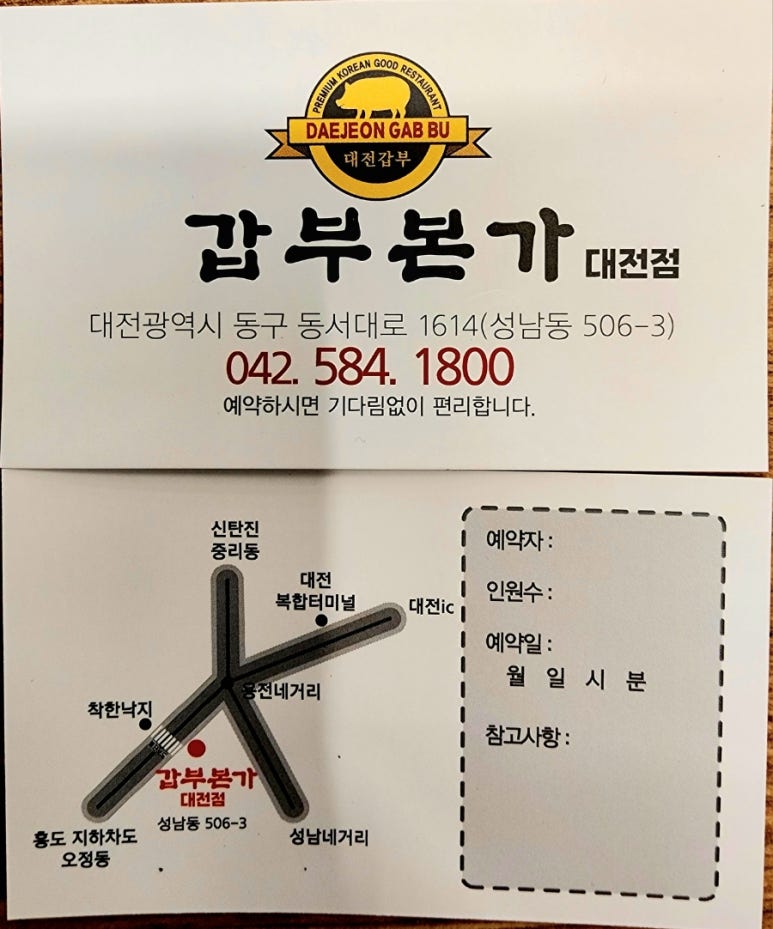 PREMIUM KOREAN GOOD RESTAURANT
DAEJEON GAB BU
대전갑부
갑부본가 대전점
대전광역시 동구 동서대로 1614(성남동 506-3)
042. 584. 1800
예약하시면 기다림없이 편리합니다.
신탄진
중리동
대전
복합터미널
대전ic
용전네거리
착한낙지
갑부본가
대전점
성남동 506-3
홍도 지하차도
오정동
성남네거리
예약자 :
인원수 :
예약일 :
월 일 시 분
참고사항 :